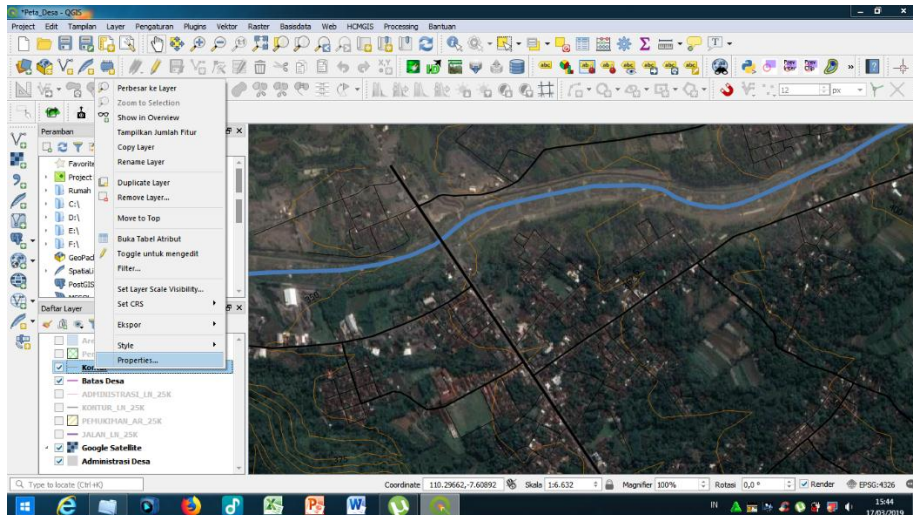 *Peta_Desa - QGIS
Project Edit Tampilan Layer Pengaturan Plugins Vektor Raster Basisdata Web HCMGIS Processing Bantuan
12 px
Peramban
Favorite
Project
Rumah
C:\
D:\
E:\
F:\
GeoPac
SpatiaLi
PostGIS
Perbesar ke Layer
Zoom to Selection
Show in Overview
Tampilkan Jumlah Fitur
Copy Layer
Rename Layer
Duplicate Layer
Remove Layer...
Move to Top
Buka Tabel Atribut
Toggle untuk mengedit
Filter...
Set Layer Scale Visibility...
Set CRS
Ekspor
Style
Properties...
Daftar Layer
Batas Desa
ADMINISTRASI_LN_25K
KONTUR_LN_25K
PEMUKIMAN_AR_25K
JALAN_LN_25K
Google Satellite
Administrasi Desa
Type to locate (Ctrl+K)
Coordinate 110.29662,-7.60892 Skala 1:6.632 Magnifier 100% Rotasi 0,0 ° Render EPSG:4326
IN 15:44
17/03/2019